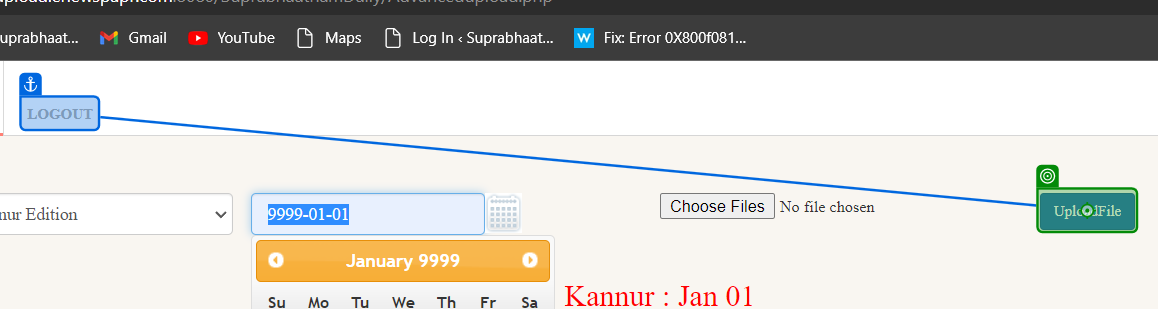 uprabhaat... Gmail YouTube Maps Log In ‹ Suprabhaat... Fix: Error 0X800f081...
LOGOUT
nur Edition 9999-01-01 Choose Files No file chosen UploadFile
January 9999
Su Mo Tu We Th Fr Sa
Kannur : Jan 01